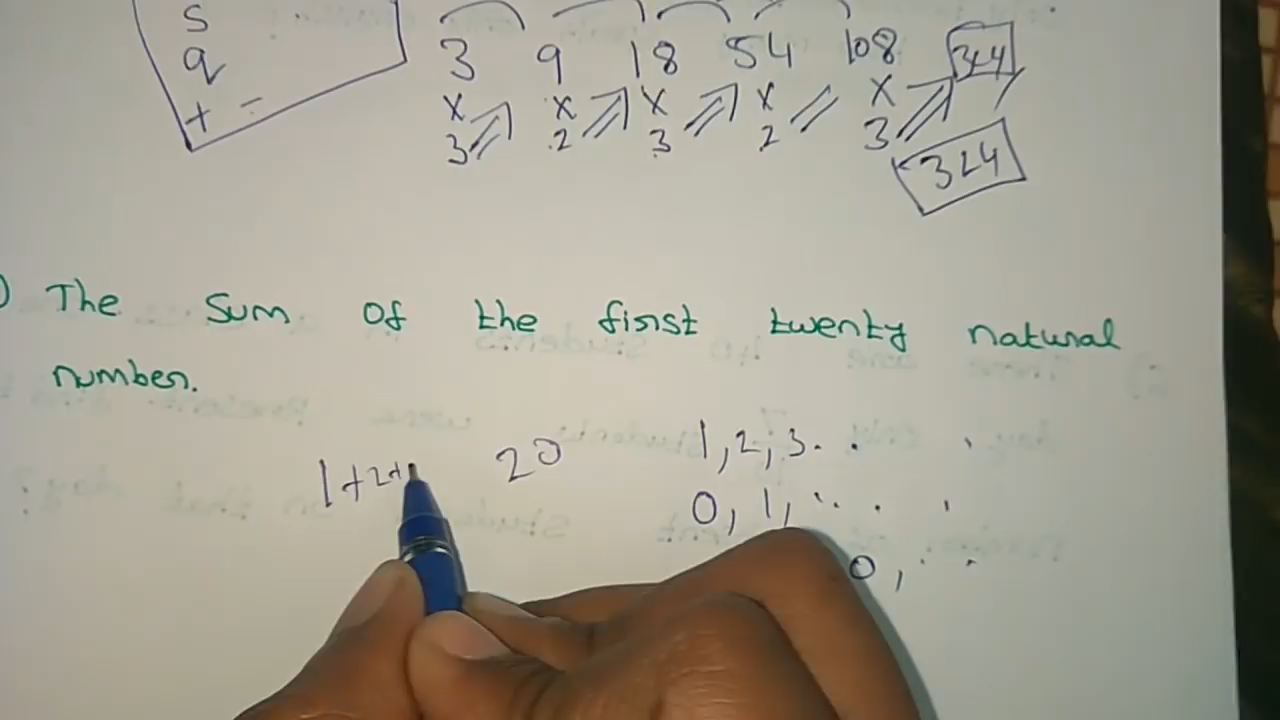 s
q
+ =
3 9 18 54 108 324
× × × × ×
3 2 3 2 3
324
) The sum of the first twenty natural
number.
1+2+ 20
1,2,3. . .
0, 1, . . .
0, . .